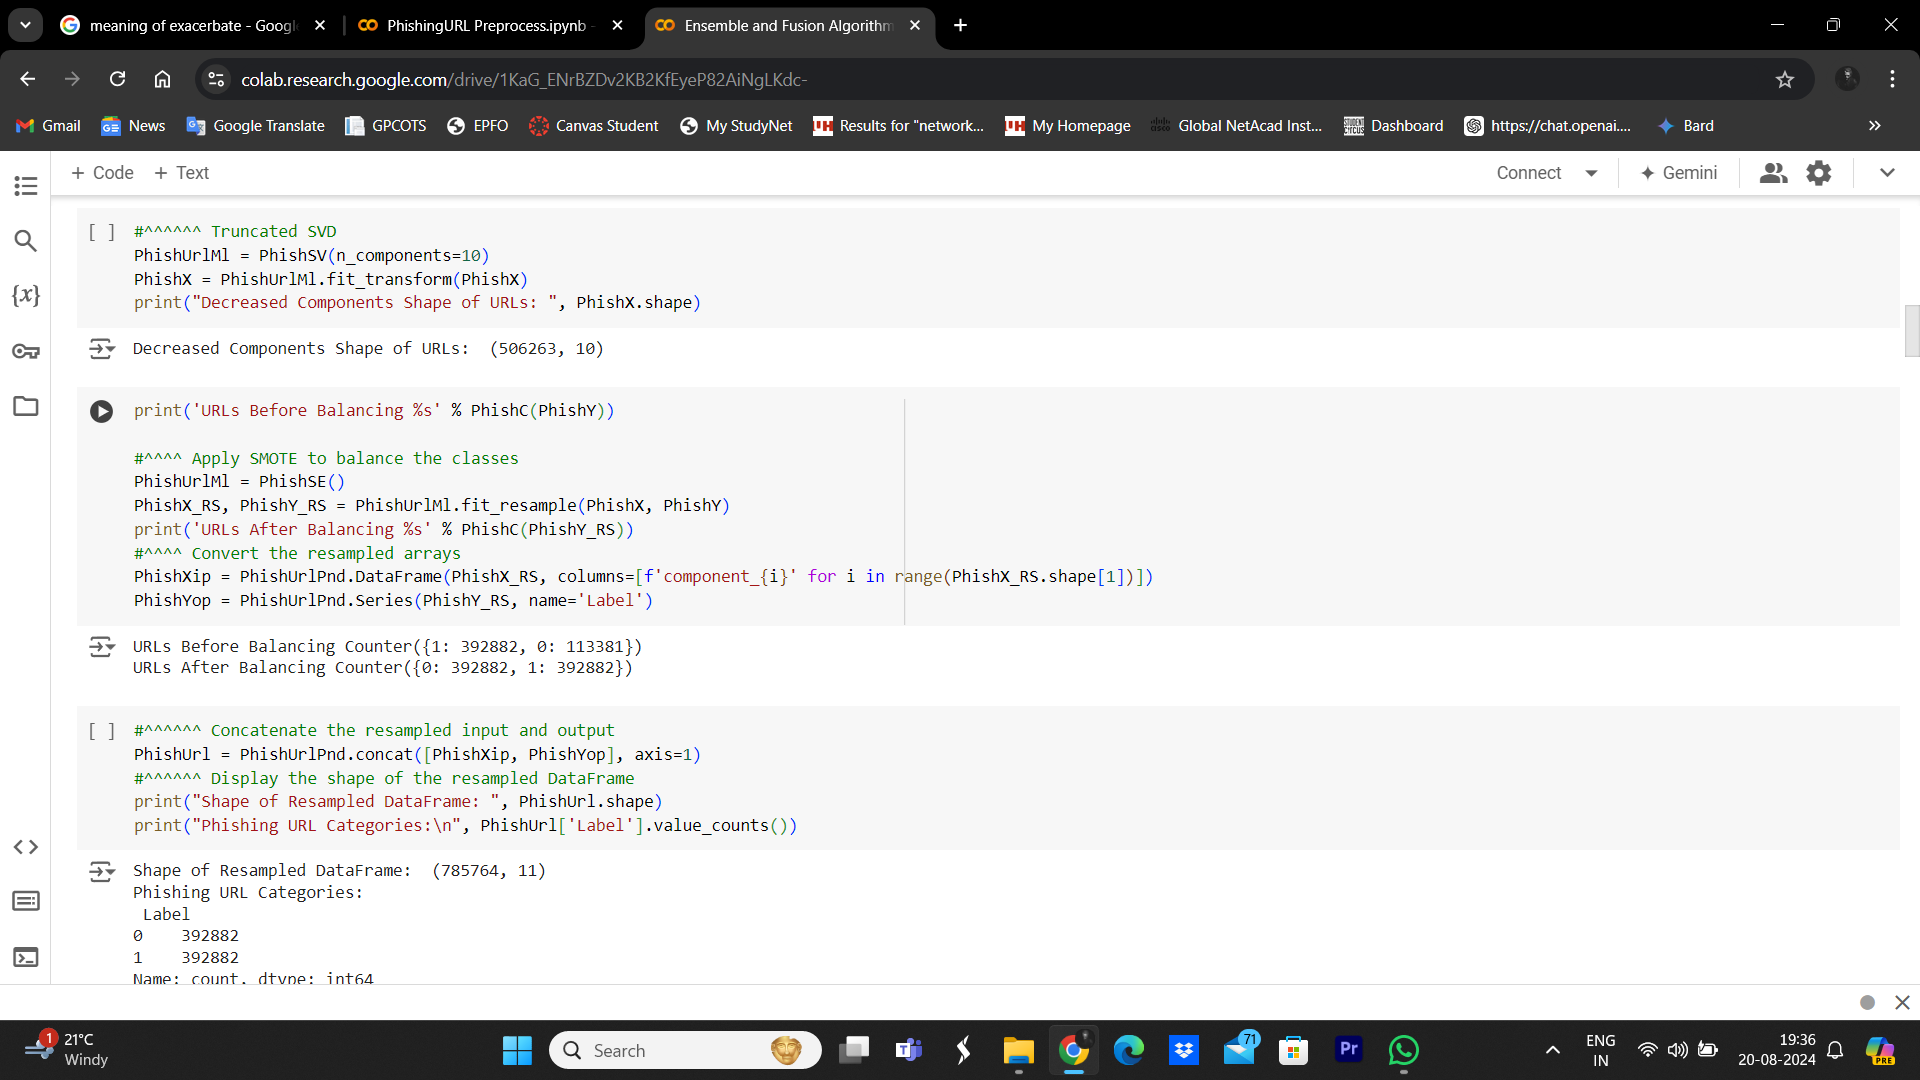 meaning of exacerbate - Googl
PhishingURL Preprocess.ipynb -
Ensemble and Fusion Algorithm
colab.research.google.com/drive/1KaG_ENrBZDv2KB2KfEyeP82AiNgLKdc-
Gmail
News
Google Translate
GPCOTS
EPFO
Canvas Student
My StudyNet
Results for "network...
My Homepage
Global NetAcad Inst...
Dashboard
https://chat.openai....
Bard
+ Code + Text
Connect
Gemini
[ ] #^^^^^^ Truncated SVD
PhishUrlMl = PhishSV(n_components=10)
PhishX = PhishUrlMl.fit_transform(PhishX)
print("Decreased Components Shape of URLs: ", PhishX.shape)
Decreased Components Shape of URLs:  (506263, 10)
print('URLs Before Balancing %s' % PhishC(PhishY))
#^^^^ Apply SMOTE to balance the classes
PhishUrlMl = PhishSE()
PhishX_RS, PhishY_RS = PhishUrlMl.fit_resample(PhishX, PhishY)
print('URLs After Balancing %s' % PhishC(PhishY_RS))
#^^^^ Convert the resampled arrays
PhishXip = PhishUrlPnd.DataFrame(PhishX_RS, columns=[f'component_{i}' for i in range(PhishX_RS.shape[1])])
PhishYop = PhishUrlPnd.Series(PhishY_RS, name='Label')
URLs Before Balancing Counter({1: 392882, 0: 113381})
URLs After Balancing Counter({0: 392882, 1: 392882})
[ ] #^^^^^^ Concatenate the resampled input and output
PhishUrl = PhishUrlPnd.concat([PhishXip, PhishYop], axis=1)
#^^^^^^ Display the shape of the resampled DataFrame
print("Shape of Resampled DataFrame: ", PhishUrl.shape)
print("Phishing URL Categories:\n", PhishUrl['Label'].value_counts())
Shape of Resampled DataFrame:  (785764, 11)
Phishing URL Categories:
Label
0    392882
1    392882
Name: count, dtype: int64
1
21°C
Windy
Search
71
Pr
ENG
IN
19:36
20-08-2024
PRE